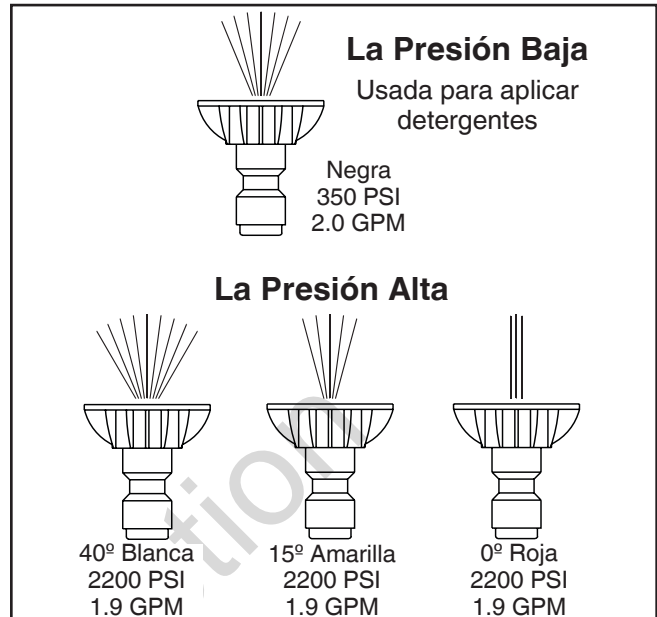 La Presión Baja
Usada para aplicar
detergentes
Negra
350 PSI
2.0 GPM
La Presión Alta
40º Blanca
2200 PSI
1.9 GPM
15º Amarilla
2200 PSI
1.9 GPM
0º Roja
2200 PSI
1.9 GPM
tion